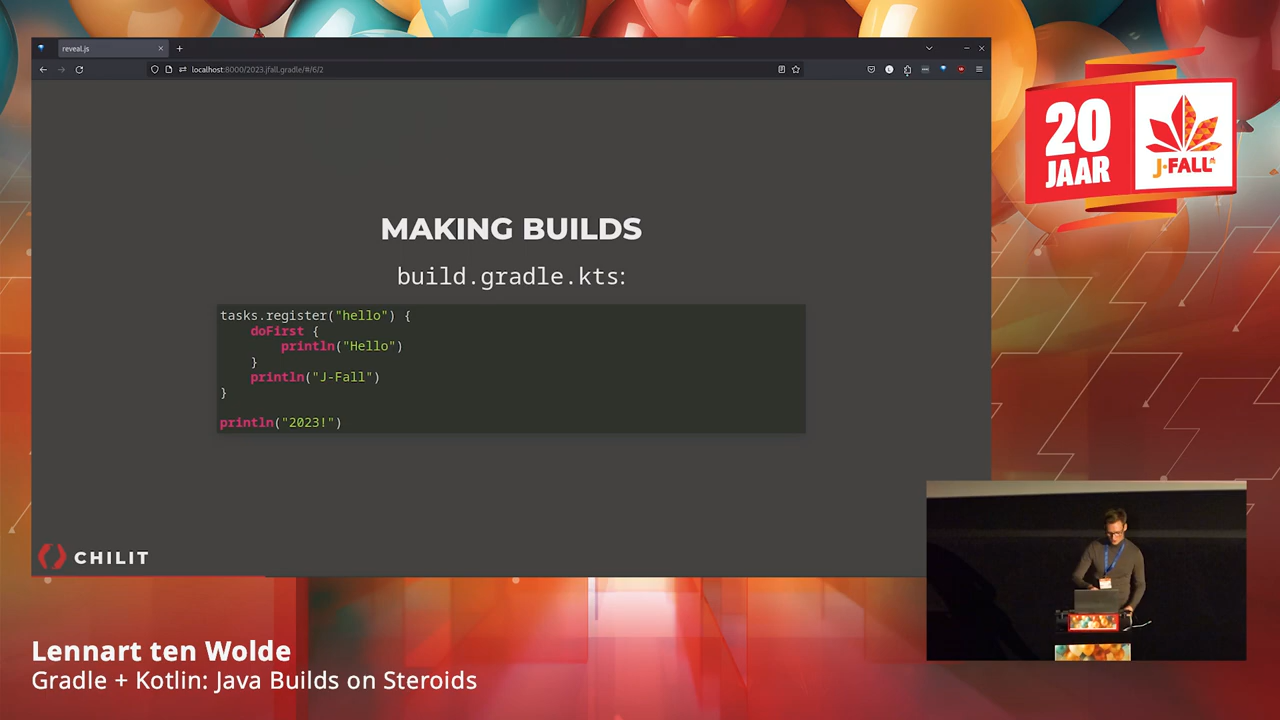 reveal.js
localhost:8000/2023.jfall.gradle/#/6/2
MAKING BUILDS
build.gradle.kts:
tasks.register("hello") {
    doFirst {
        println("Hello")
    }
    println("J-Fall")
}
println("2023!")
CHILIT
20
JAAR
J-FALL
Lennart ten Wolde
Gradle + Kotlin: Java Builds on Steroids